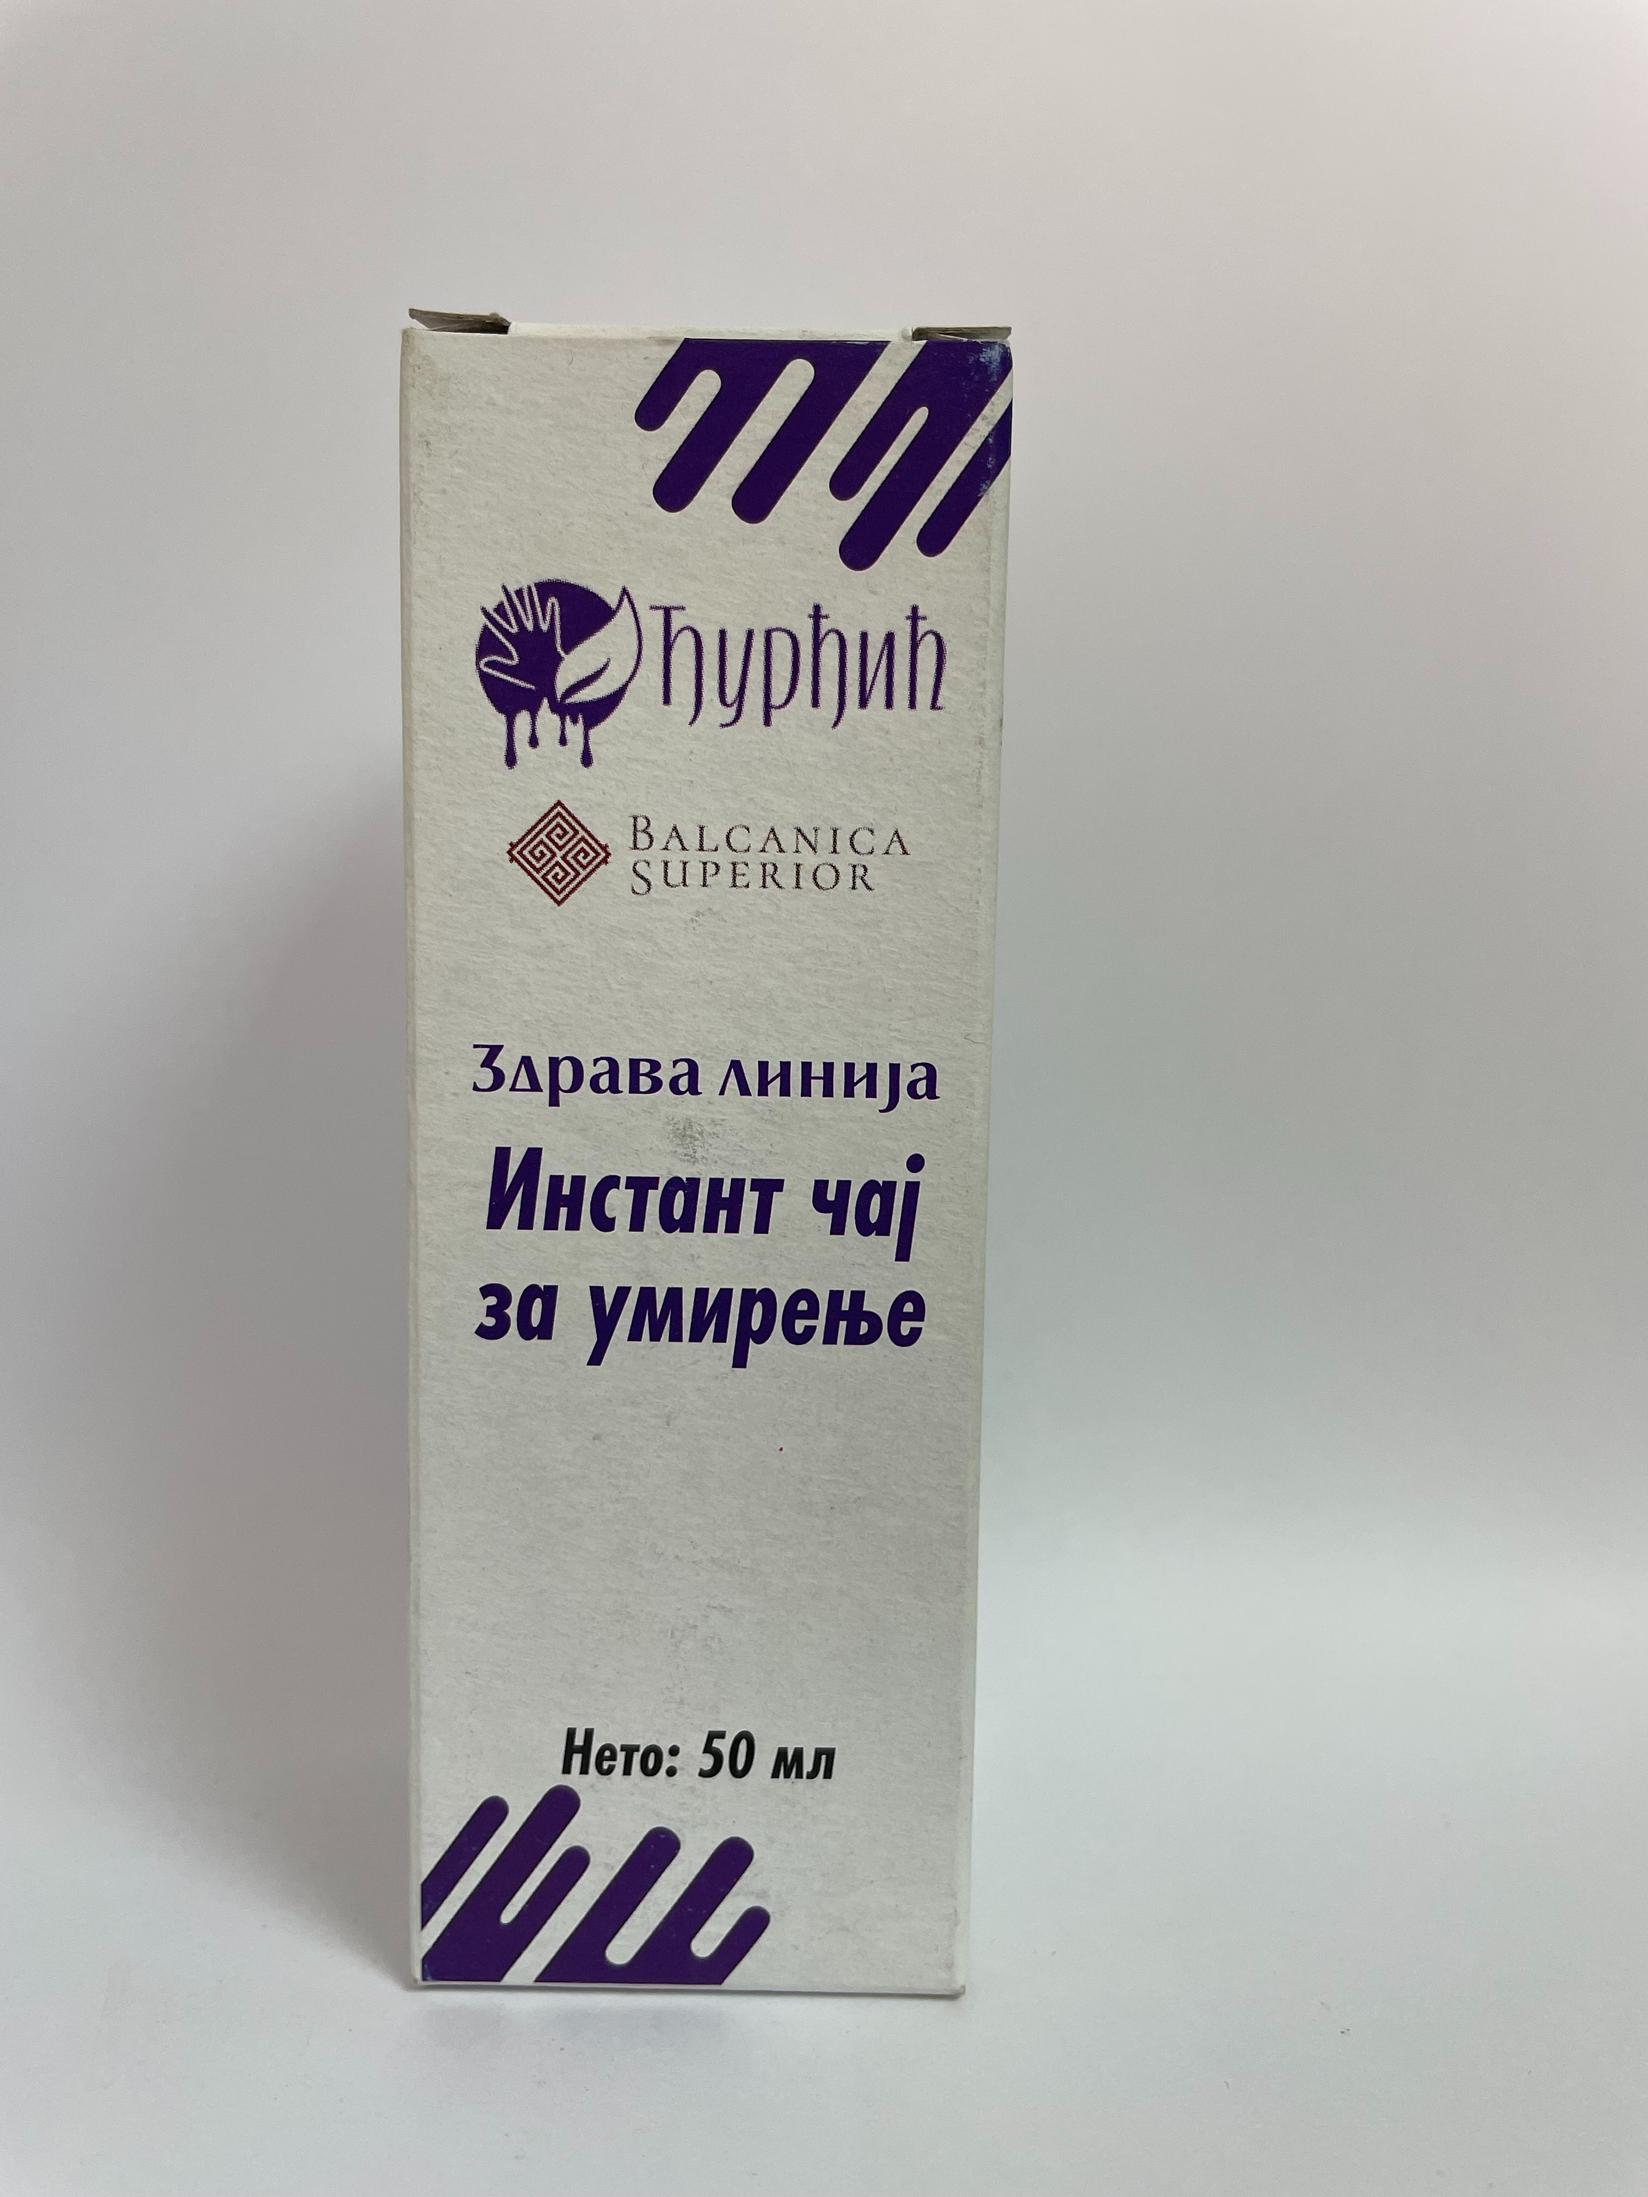 Ђурђић
BALCANICA
SUPERIOR
Здрава линија
Инстант чај
за умирење
Нето: 50 мл